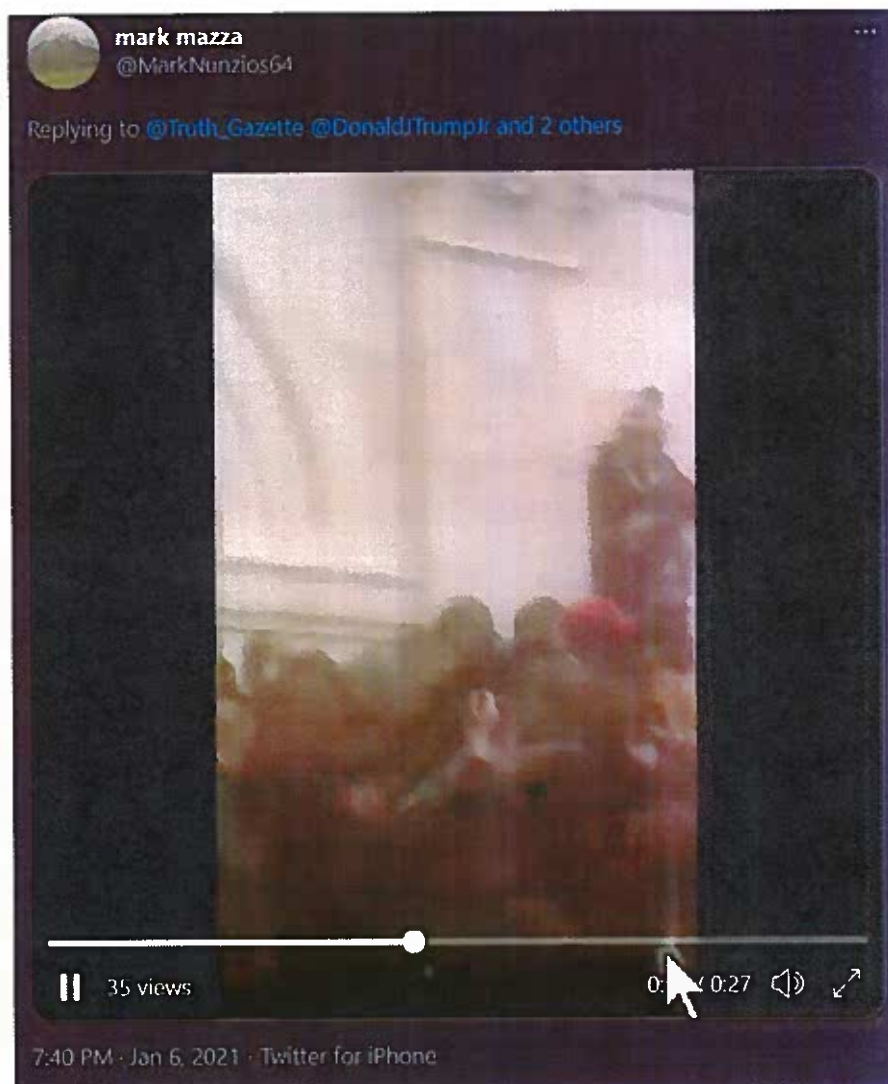 mark mazza
@MarkNunzios64
Replying to @Truth_Gazette @DonaldJTrumpJr and 2 others
35 views
/ 0:27
7:40 PM · Jan 6, 2021 · Twitter for iPhone